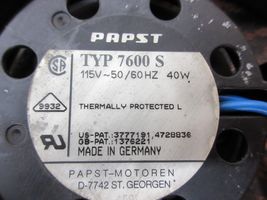 PAPST
TYP 7600 S
115V~50/60HZ 40W
9932
THERMALLY PROTECTED L
US-PAT.:3777191,4728836
GB-PAT.:1376221
MADE IN GERMANY
PAPST-MOTOREN
D-7742 ST. GEORGEN